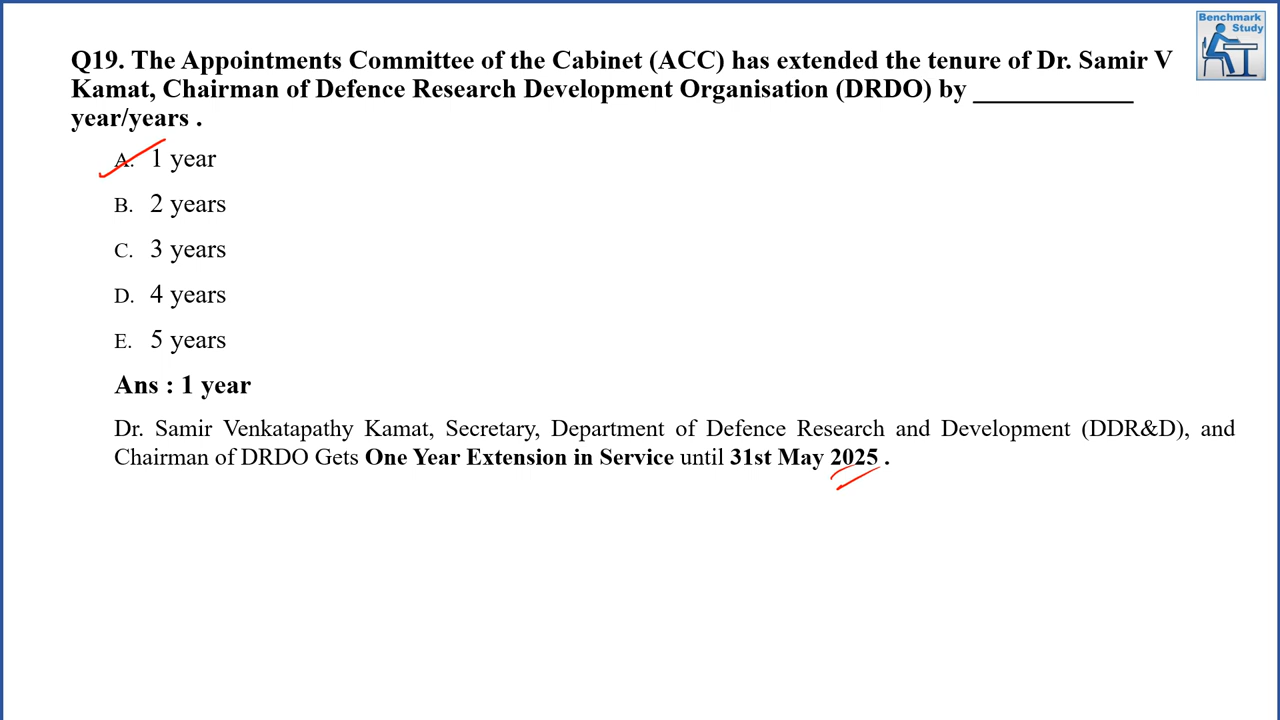 Benchmark
Study
Q19. The Appointments Committee of the Cabinet (ACC) has extended the tenure of Dr. Samir V
Kamat, Chairman of Defence Research Development Organisation (DRDO) by ____________
year/years .
A. 1 year
B. 2 years
C. 3 years
D. 4 years
E. 5 years
Ans : 1 year
Dr. Samir Venkatapathy Kamat, Secretary, Department of Defence Research and Development (DDR&D), and
Chairman of DRDO Gets One Year Extension in Service until 31st May 2025 .